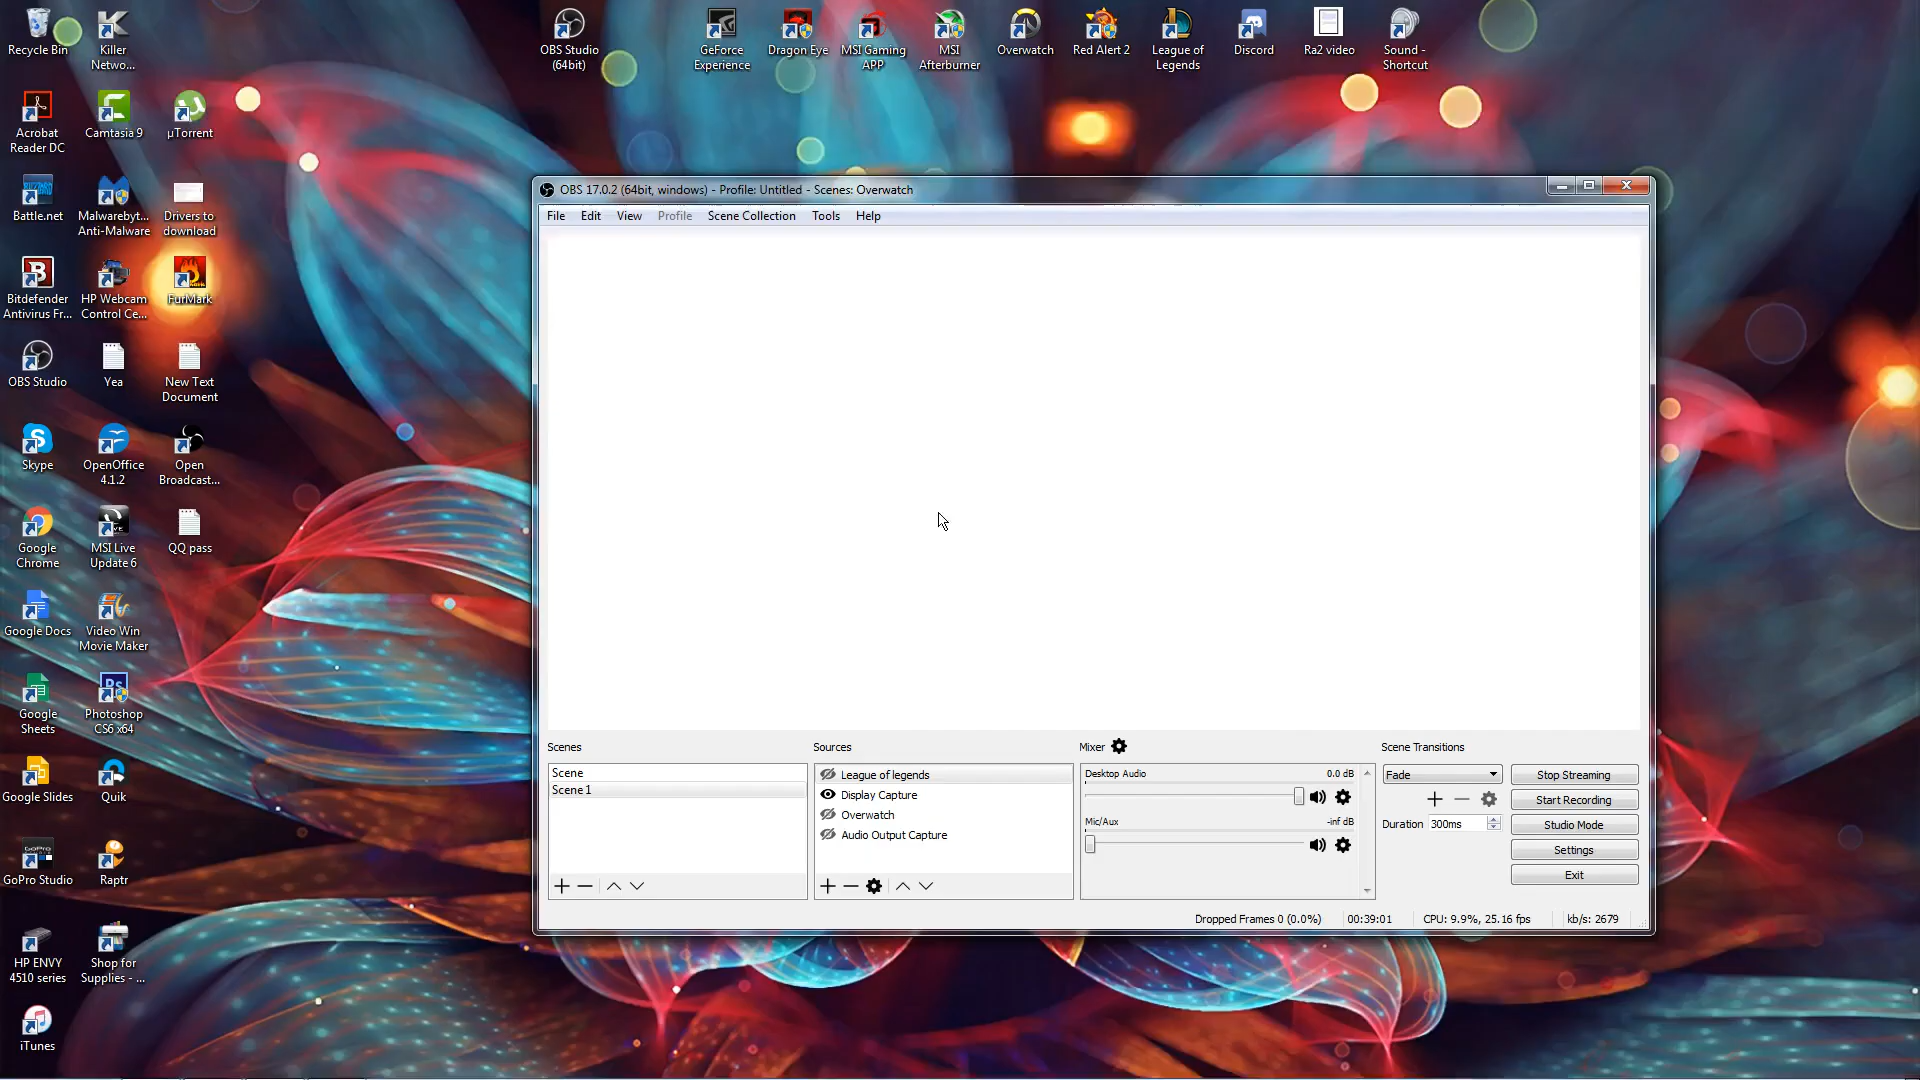 Recycle Bin
Killer
Netwo...
OBS Studio
(64bit)
GeForce
Experience
Dragon Eye
MSI Gaming
APP
MSI
Afterburner
Overwatch
Red Alert 2
League of
Legends
Discord
Ra2 video
Sound -
Shortcut
Acrobat
Reader DC
Camtasia 9
µTorrent
Battle.net
Malwarebyt...
Anti-Malware
Drivers to
download
Bitdefender
Antivirus Fr...
HP Webcam
Control Ce...
FurMark
OBS Studio
Yea
New Text
Document
Skype
OpenOffice
4.1.2
Open
Broadcast...
Google
Chrome
MSI Live
Update 6
QQ pass
Google Docs
Video Win
Movie Maker
Google
Sheets
Photoshop
CS6 x64
Google Slides
Quik
GoPro Studio
Raptr
HP ENVY
4510 series
Shop for
Supplies - ...
iTunes
OBS 17.0.2 (64bit, windows) - Profile: Untitled - Scenes: Overwatch
File Edit View Profile Scene Collection Tools Help
Scenes
Scene
Scene 1
Sources
League of legends
Display Capture
Overwatch
Audio Output Capture
Mixer
Desktop Audio 0.0 dB
Mic/Aux -inf dB
Scene Transitions
Fade
Duration 300ms
Stop Streaming
Start Recording
Studio Mode
Settings
Exit
Dropped Frames 0 (0.0%) 00:39:01 CPU: 9.9%, 25.16 fps kb/s: 2679